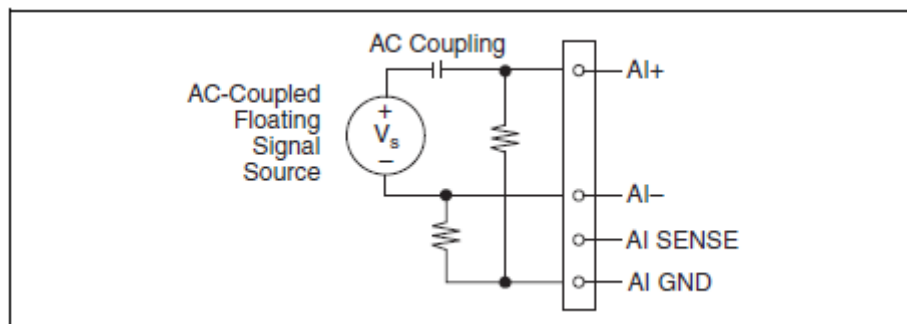 AC Coupling
AC-Coupled
Floating
Signal
Source
+
Vs
−
AI+
AI−
AI SENSE
AI GND